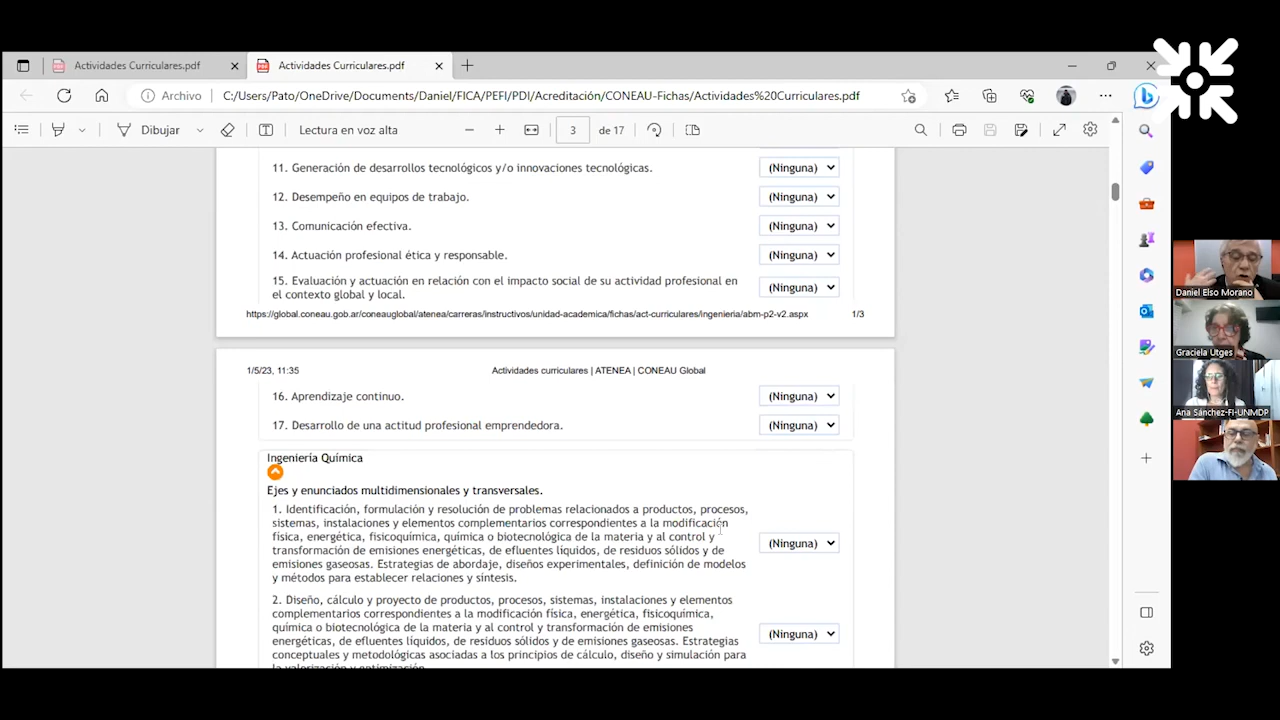 Actividades Curriculares.pdf
Actividades Curriculares.pdf
Archivo
C:/Users/Pato/OneDrive/Documents/Daniel/FICA/PEFI/PDI/Acreditación/CONEAU-Fichas/Actividades%20Curriculares.pdf
Dibujar
Lectura en voz alta
3 de 17
11. Generación de desarrollos tecnológicos y/o innovaciones tecnológicas. (Ninguna)
12. Desempeño en equipos de trabajo. (Ninguna)
13. Comunicación efectiva. (Ninguna)
14. Actuación profesional ética y responsable. (Ninguna)
15. Evaluación y actuación en relación con el impacto social de su actividad profesional en
el contexto global y local.
(Ninguna)
https://global.coneau.gob.ar/coneauglobal/atenea/carreras/instructivos/unidad-academica/fichas/act-curriculares/ingenieria/abm-p2-v2.aspx 1/3
1/5/23, 11:35 Actividades curriculares | ATENEA | CONEAU Global
16. Aprendizaje continuo. (Ninguna)
17. Desarrollo de una actitud profesional emprendedora. (Ninguna)
Ingeniería Química
Ejes y enunciados multidimensionales y transversales.
1. Identificación, formulación y resolución de problemas relacionados a productos, procesos,
sistemas, instalaciones y elementos complementarios correspondientes a la modificación
física, energética, fisicoquímica, química o biotecnológica de la materia y al control y
transformación de emisiones energéticas, de efluentes líquidos, de residuos sólidos y de
emisiones gaseosas. Estrategias de abordaje, diseños experimentales, definición de modelos
y métodos para establecer relaciones y síntesis.
(Ninguna)
2. Diseño, cálculo y proyecto de productos, procesos, sistemas, instalaciones y elementos
complementarios correspondientes a la modificación física, energética, fisicoquímica,
química o biotecnológica de la materia y al control y transformación de emisiones
energéticas, de efluentes líquidos, de residuos sólidos y de emisiones gaseosas. Estrategias
conceptuales y metodológicas asociadas a los principios de cálculo, diseño y simulación para
la valorización y optimización.
(Ninguna)
Daniel Elso Morano
Graciela Utges
Ana Sánchez-FI-UNMDP